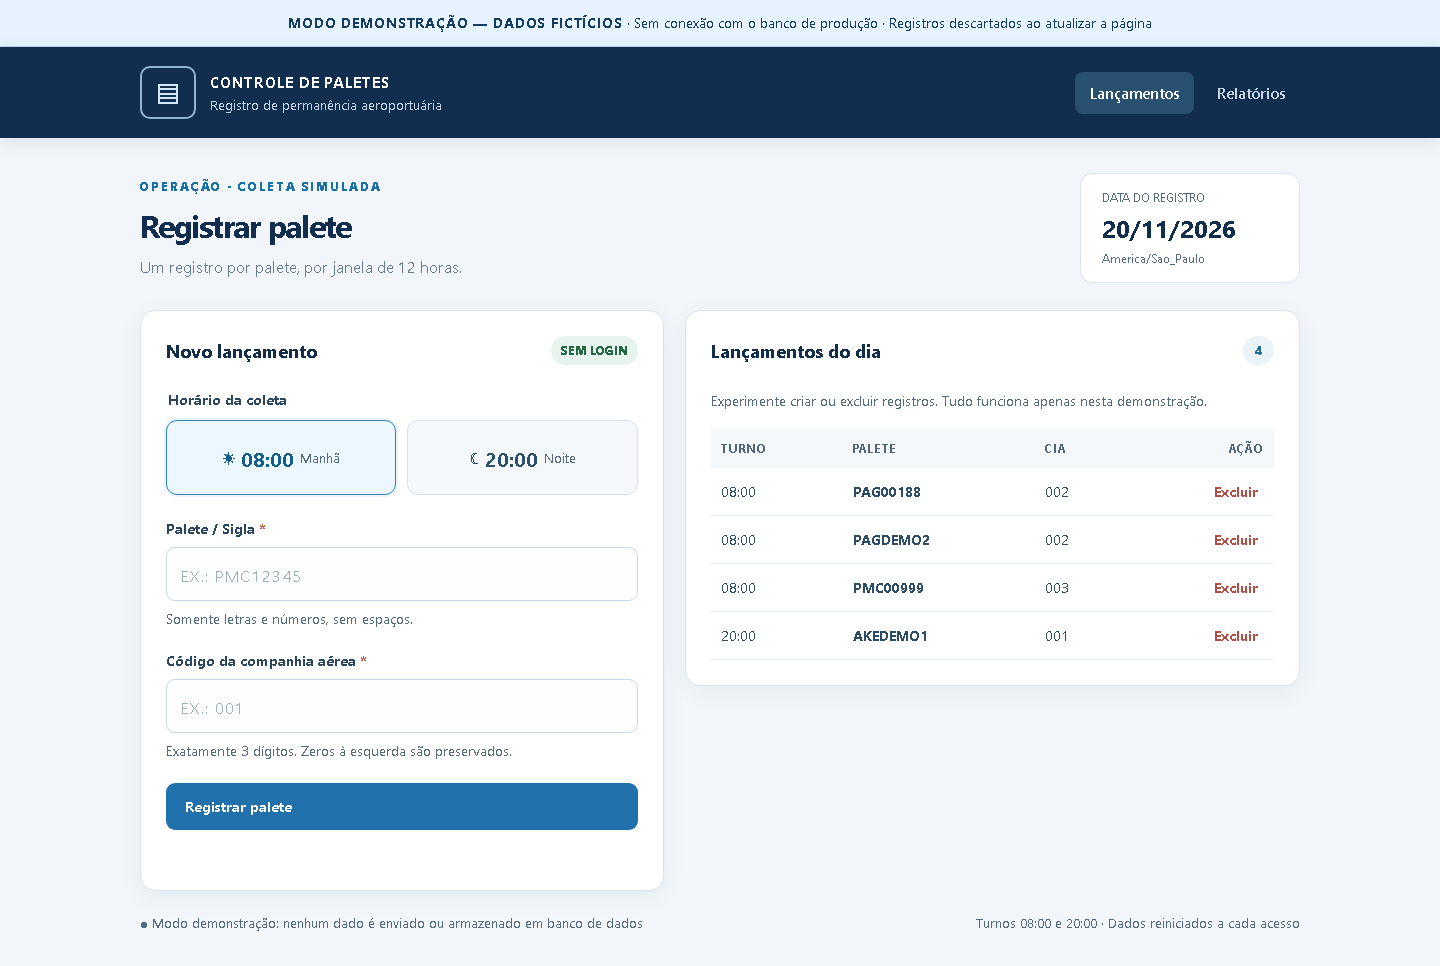 MODO DEMONSTRAÇÃO — DADOS FICTÍCIOS · Sem conexão com o banco de produção · Registros descartados ao atualizar a página
CONTROLE DE PALETES
Registro de permanência aeroportuária
Lançamentos
Relatórios
OPERAÇÃO · COLETA SIMULADA
Registrar palete
Um registro por palete, por janela de 12 horas.
DATA DO REGISTRO
20/11/2026
America/Sao_Paulo
Novo lançamento
SEM LOGIN
Horário da coleta
☀ 08:00 Manhã
☾ 20:00 Noite
Palete / Sigla *
EX.: PMC12345
Somente letras e números, sem espaços.
Código da companhia aérea *
EX.: 001
Exatamente 3 dígitos. Zeros à esquerda são preservados.
Registrar palete
Lançamentos do dia
4
Experimente criar ou excluir registros. Tudo funciona apenas nesta demonstração.
TURNO PALETE CIA AÇÃO
08:00 PAG00188 002 Excluir
08:00 PAGDEMO2 002 Excluir
08:00 PMC00999 003 Excluir
20:00 AKEDEMO1 001 Excluir
● Modo demonstração: nenhum dado é enviado ou armazenado em banco de dados
Turnos 08:00 e 20:00 · Dados reiniciados a cada acesso